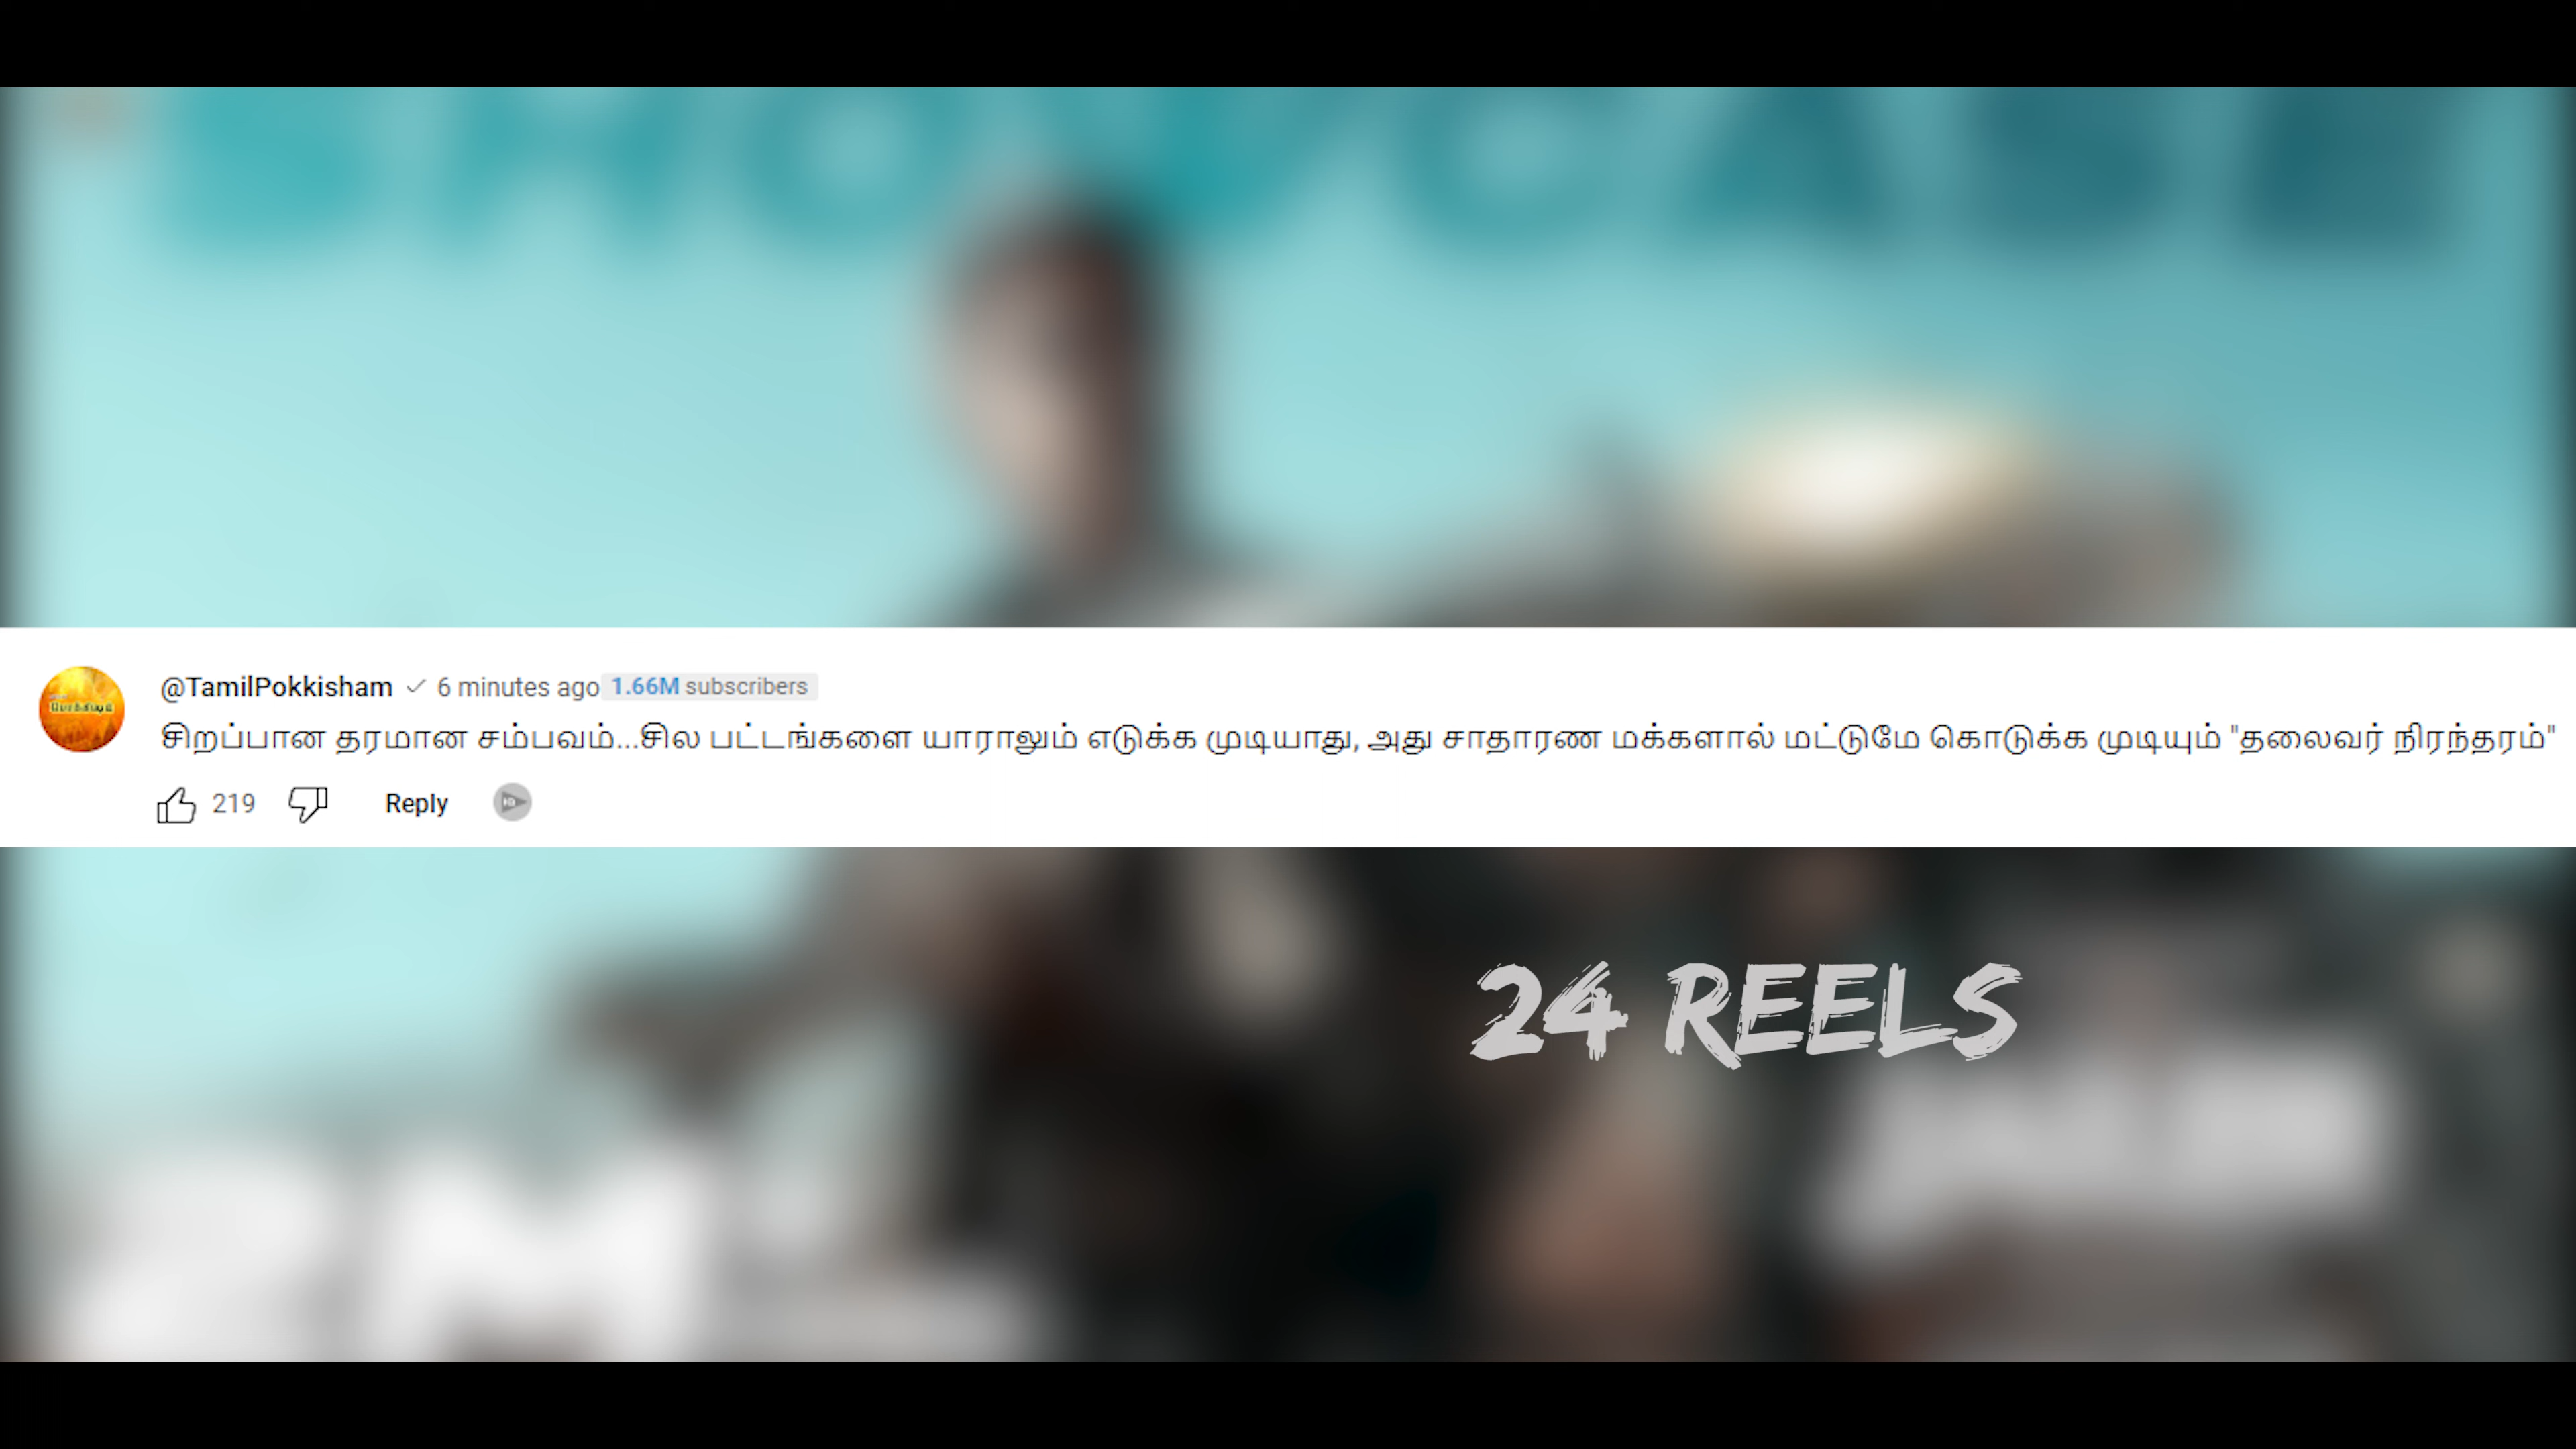 SHOWCASE
@TamilPokkisham 6 minutes ago 1.66M subscribers
சிறப்பான தரமான சம்பவம்...சில பட்டங்களை யாராலும் எடுக்க முடியாது, அது சாதாரண மக்களால் மட்டுமே கொடுக்க முடியும் "தலைவர் நிரந்தரம்"
219 Reply
24 REELS